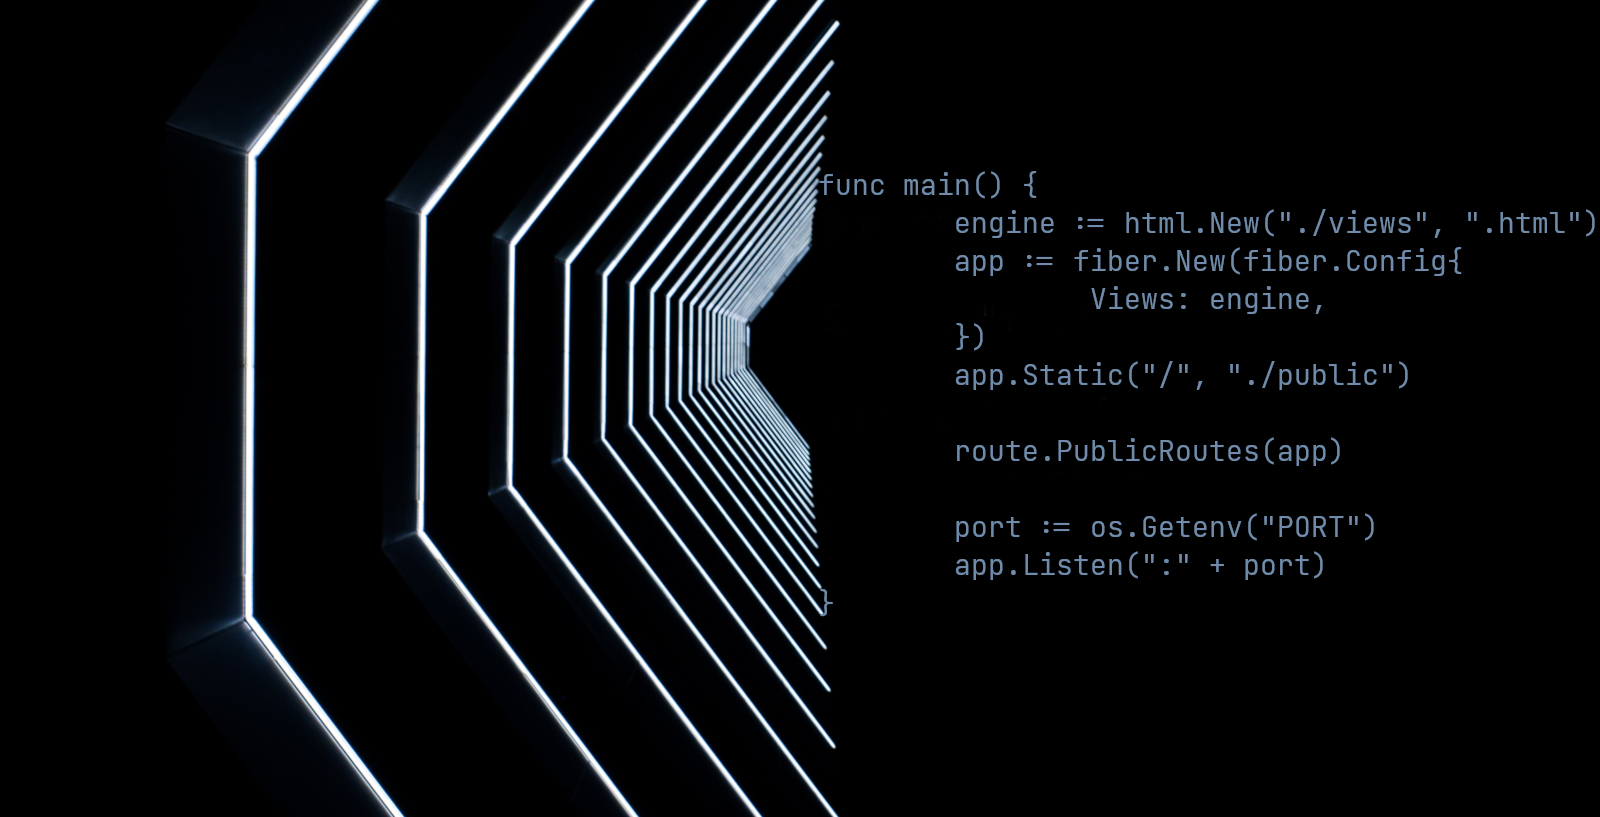 func main() {
        engine := html.New("./views", ".html")
        app := fiber.New(fiber.Config{
                Views: engine,
        })
        app.Static("/", "./public")

        route.PublicRoutes(app)

        port := os.Getenv("PORT")
        app.Listen(":" + port)
}